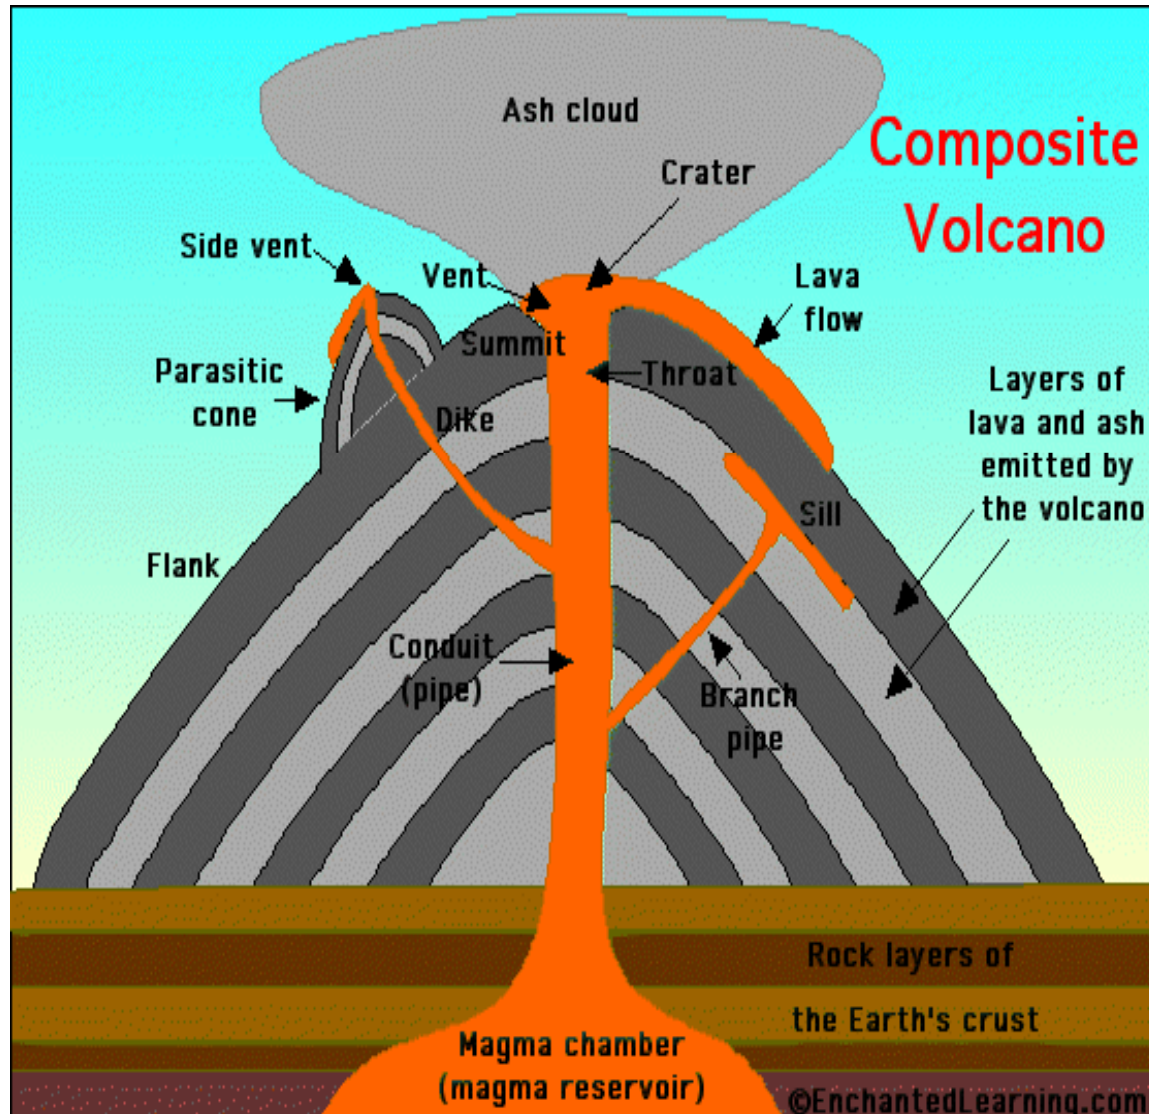 Ash cloud
Composite
Volcano
Crater
Side vent
Vent
Lava
flow
Summit
Throat
Parasitic
cone
Dike
Layers of
lava and ash
emitted by
the volcano
Sill
Flank
Conduit
(pipe)
Branch
pipe
Rock layers of
the Earth's crust
Magma chamber
(magma reservoir)
©EnchantedLearning.com